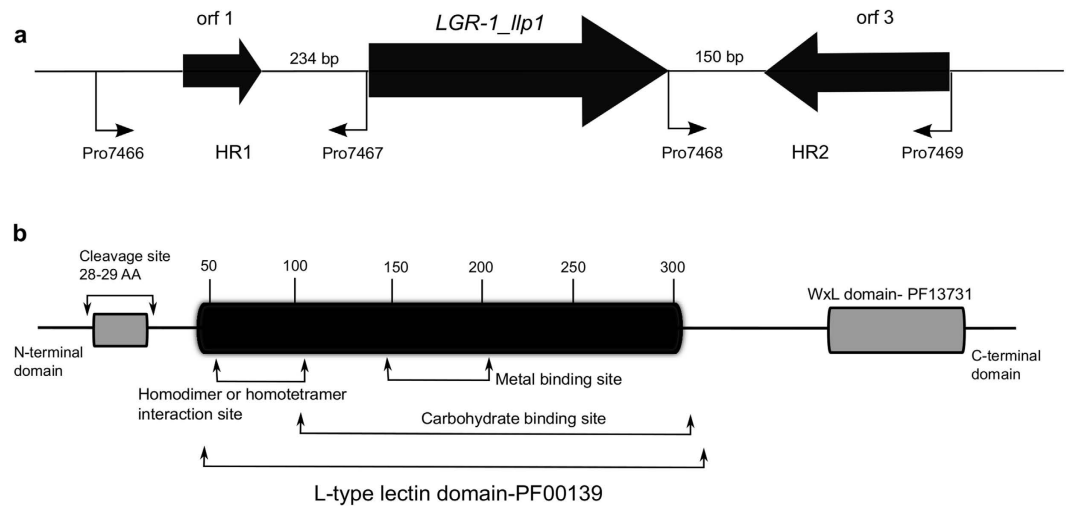 a
orf 1
LGR-1_llp1
orf 3
234 bp
150 bp
Pro7466
HR1
Pro7467
Pro7468
HR2
Pro7469
b
Cleavage site
28-29 AA
50
100
150
200
250
300
WxL domain- PF13731
N-terminal
domain
C-terminal
domain
Homodimer or homotetramer
interaction site
Metal binding site
Carbohydrate binding site
L-type lectin domain-PF00139